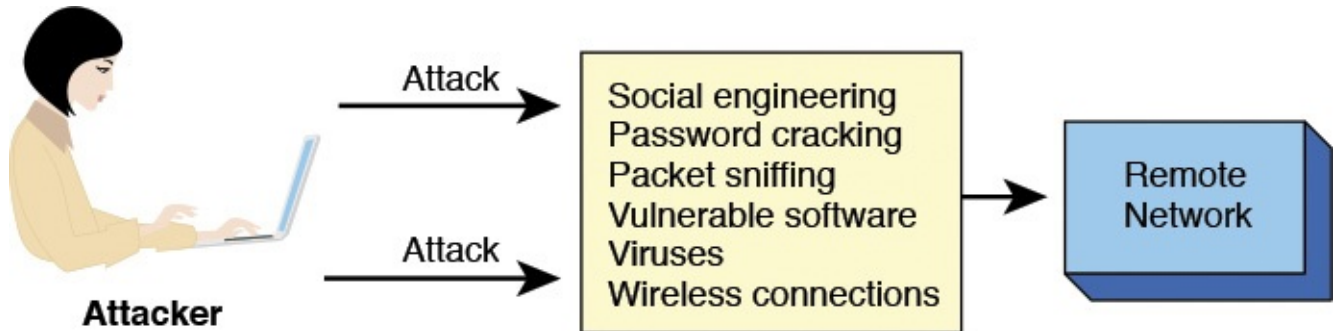 Attacker
Attack
Attack
Social engineering
Password cracking
Packet sniffing
Vulnerable software
Viruses
Wireless connections
Remote
Network